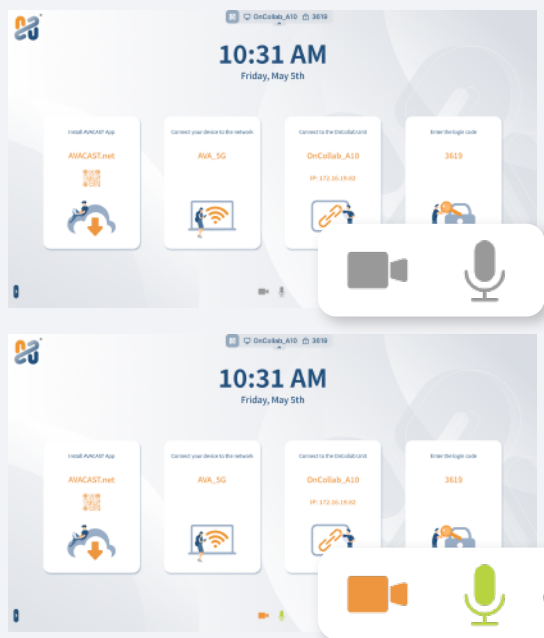 OnCollab_A10 3619
10:31 AM
Friday, May 5th
Install AVACAST App
AVACAST.net
Connect your device to the network
AVA_5G
Connect to the OnCollab Unit
OnCollab_A10
IP: 172.16.19.02
Enter the login code
3619
OnCollab_A10 3619
10:31 AM
Friday, May 5th
Install AVACAST App
AVACAST.net
Connect your device to the network
AVA_5G
Connect to the OnCollab Unit
OnCollab_A10
IP: 172.16.19.02
Enter the login code
3619